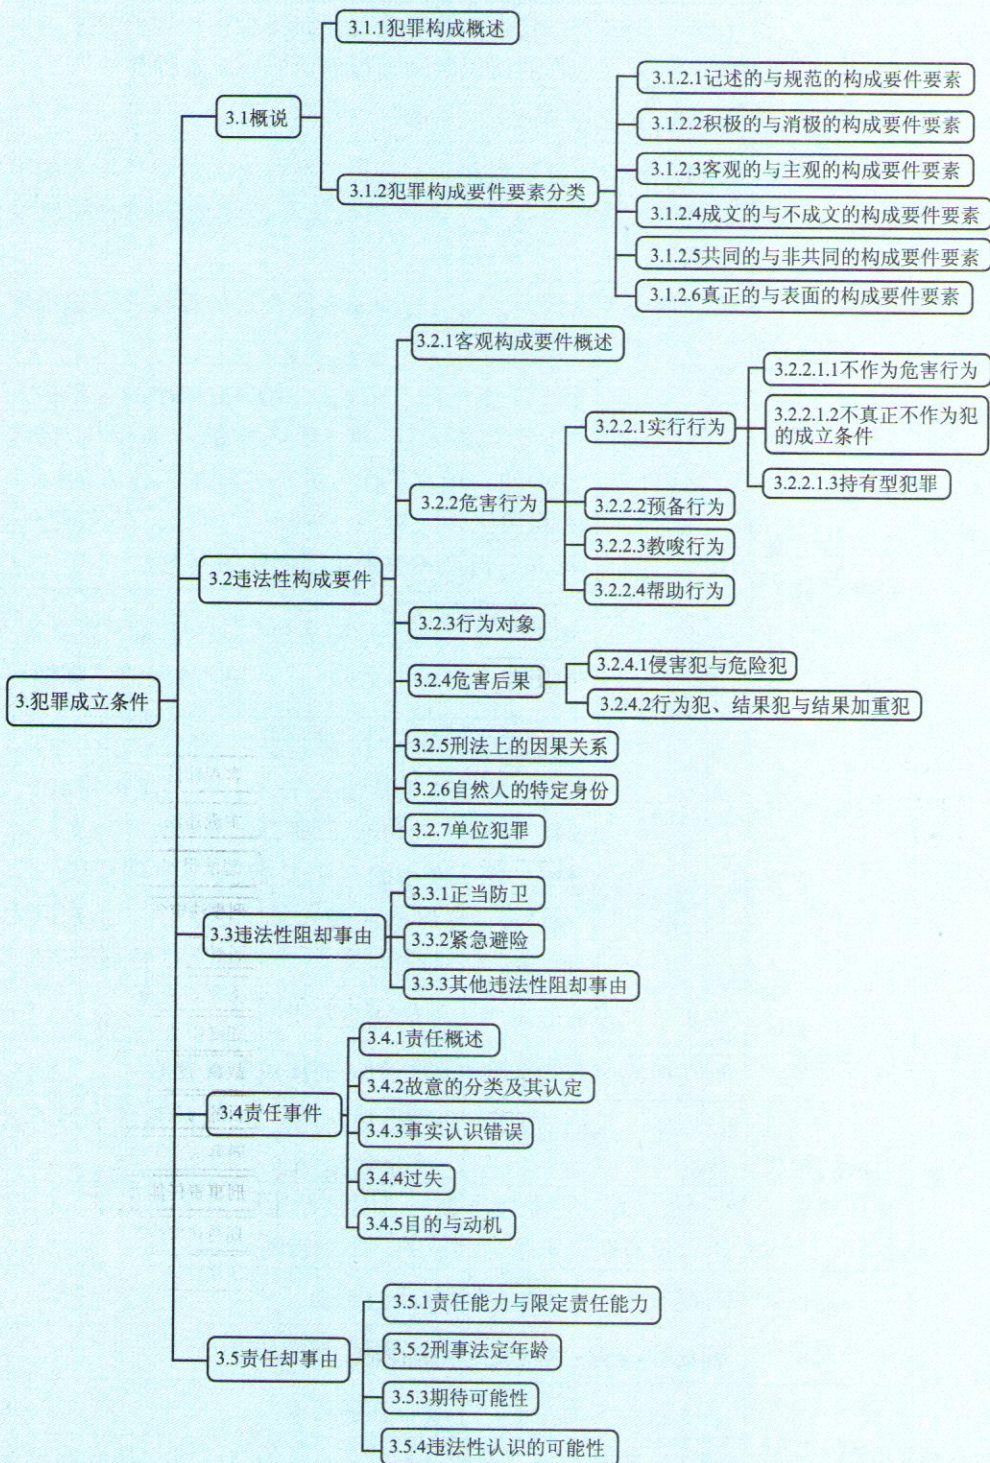 3.犯罪成立条件
3.1概说
3.1.1犯罪构成概述
3.1.2犯罪构成要件要素分类
3.1.2.1记述的与规范的构成要件要素
3.1.2.2积极的与消极的构成要件要素
3.1.2.3客观的与主观的构成要件要素
3.1.2.4成文的与不成文的构成要件要素
3.1.2.5共同的与非共同的构成要件要素
3.1.2.6真正的与表面的构成要件要素
3.2违法性构成要件
3.2.1客观构成要件概述
3.2.2危害行为
3.2.2.1实行行为
3.2.2.1.1不作为危害行为
3.2.2.1.2不真正不作为犯
的成立条件
3.2.2.1.3持有型犯罪
3.2.2.2预备行为
3.2.2.3教唆行为
3.2.2.4帮助行为
3.2.3行为对象
3.2.4危害后果
3.2.4.1侵害犯与危险犯
3.2.4.2行为犯、结果犯与结果加重犯
3.2.5刑法上的因果关系
3.2.6自然人的特定身份
3.2.7单位犯罪
3.3违法性阻却事由
3.3.1正当防卫
3.3.2紧急避险
3.3.3其他违法性阻却事由
3.4责任事件
3.4.1责任概述
3.4.2故意的分类及其认定
3.4.3事实认识错误
3.4.4过失
3.4.5目的与动机
3.5责任却事由
3.5.1责任能力与限定责任能力
3.5.2刑事法定年龄
3.5.3期待可能性
3.5.4违法性认识的可能性